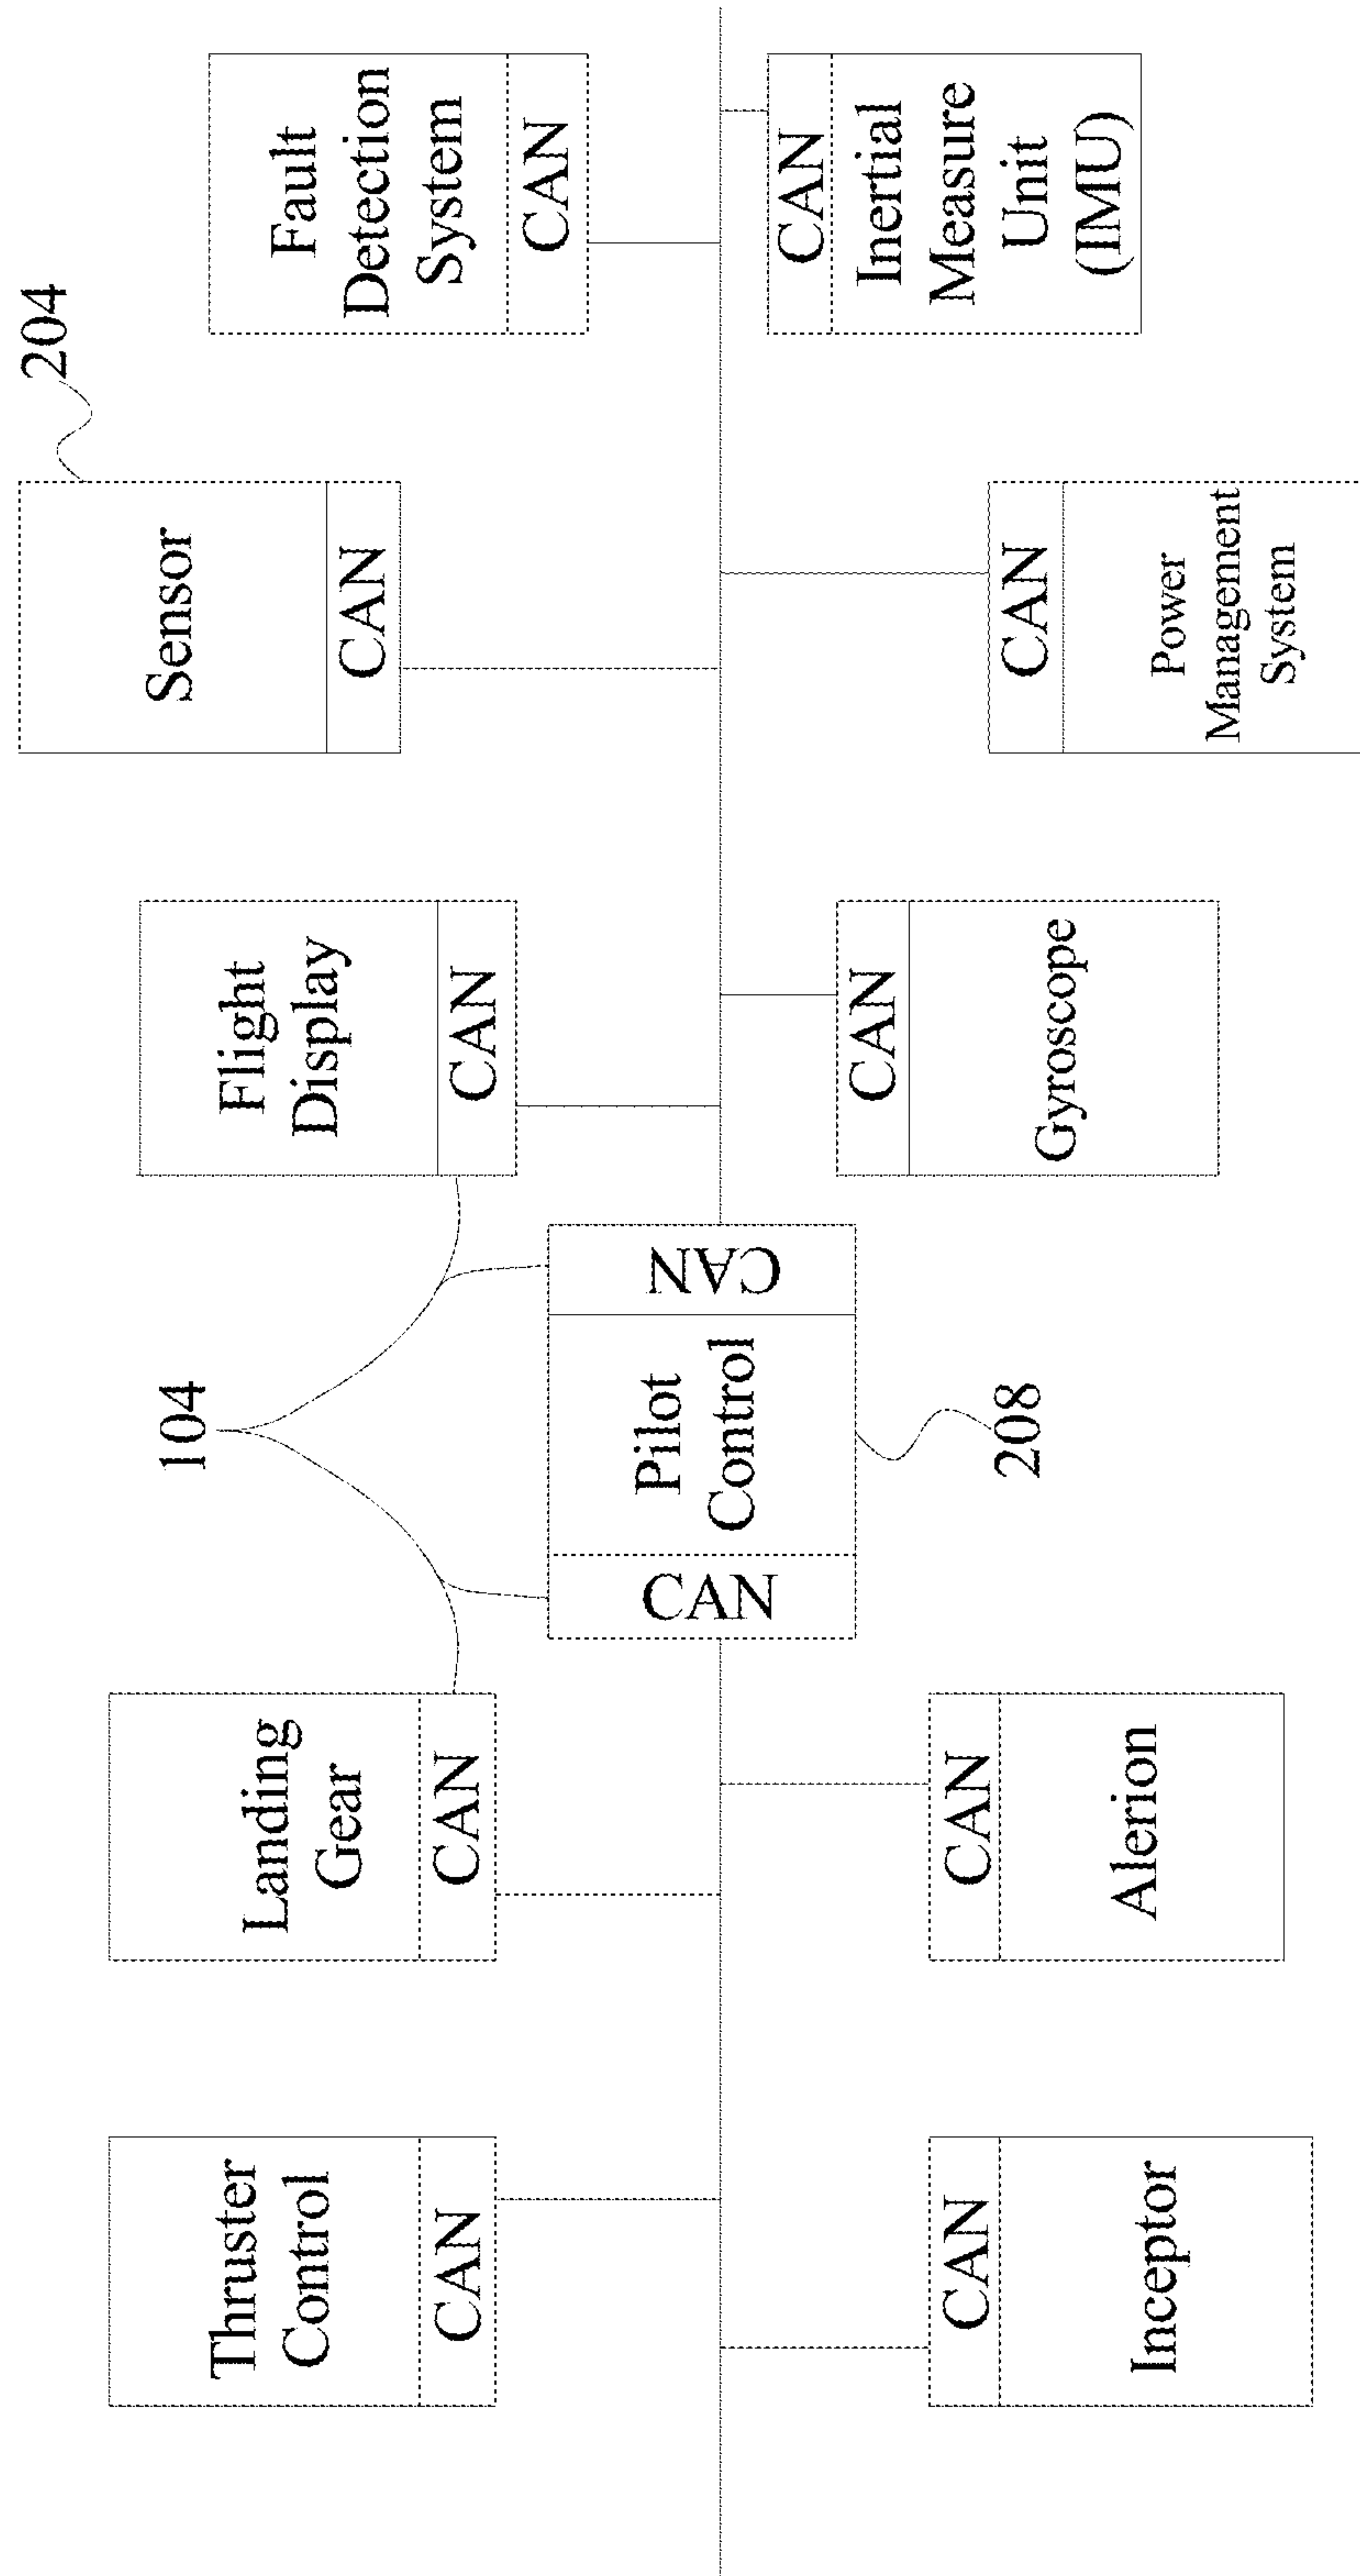 204
Sensor
CAN
Fault
Detection
System
CAN
104
Thruster
Control
CAN
Landing
Gear
CAN
Flight
Display
CAN
CAN
Pilot
Control
CAN
208
CAN
Inceptor
CAN
Alerion
CAN
Gyroscope
CAN
Power
Management
System
CAN
Inertial
Measure
Unit
(IMU)